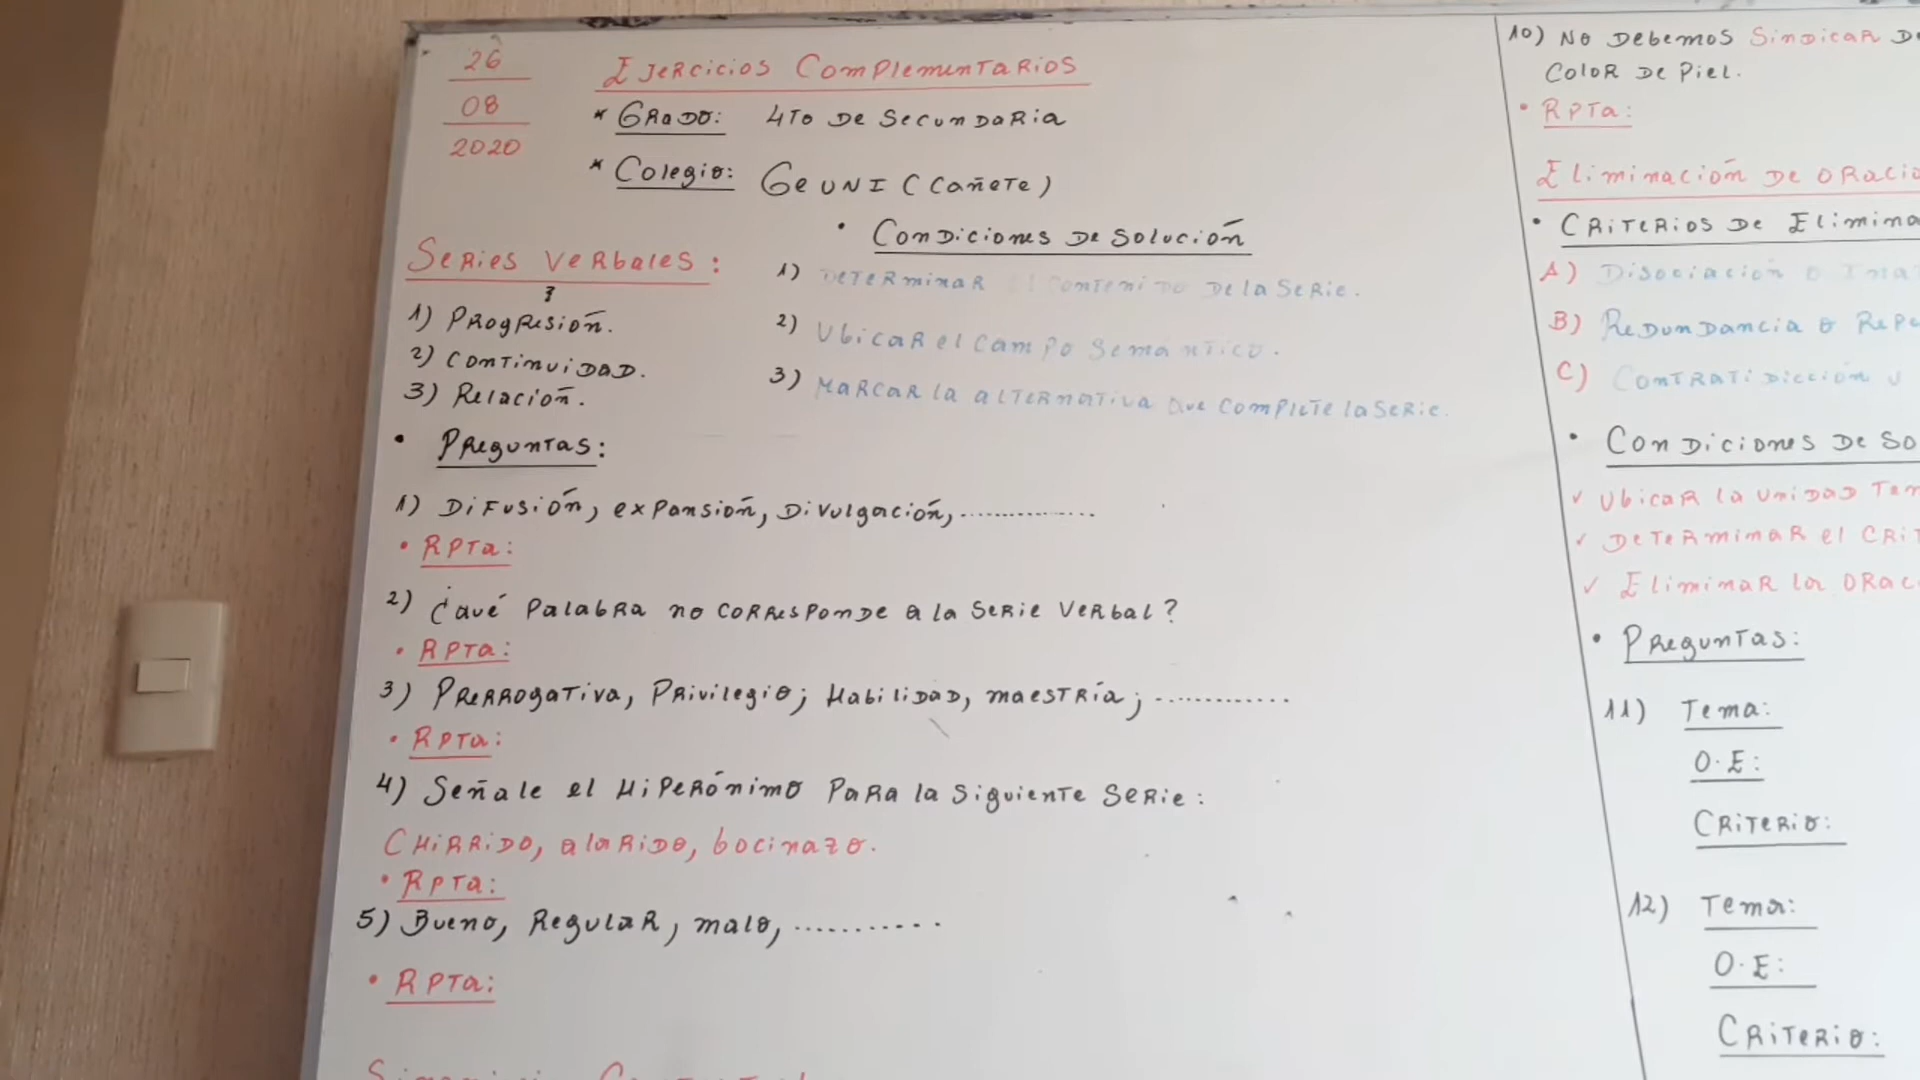 26
08
2020
Ejercicios Complementarios
* Grado: 4to de Secundaria
* Colegio: GEUNI (Cañete)
Series Verbales:
1) Progresión.
2) Continuidad.
3) Relación.
• Condiciones de Solución
1) Determinar el contenido de la serie.
2) Ubicar el campo semántico.
3) Marcar la alternativa que complete la serie.
• Preguntas:
1) Difusión, expansión, Divulgación, ..............
• Rpta:
2) ¿Qué palabra no corresponde a la serie verbal?
• Rpta:
3) Prerrogativa, Privilegio; Habilidad, maestría; ............
• Rpta:
4) Señale el Hiperónimo para la siguiente serie:
Chirrido, alarido, bocinazo.
• Rpta:
5) Bueno, Regular, malo, ...........
• Rpta:
10) No Debemos Sindicar
Color de Piel.
• Rpta:
Eliminación de
• Criterios de
A) Disociación o
B) Redundancia o
C) Contratidicción
• Condiciones de
✓ Ubicar la unidad
✓ Determinar el
✓ Eliminar la
• Preguntas:
11) Tema:
O.E:
Criterio:
12) Tema:
O.E:
Criterio: